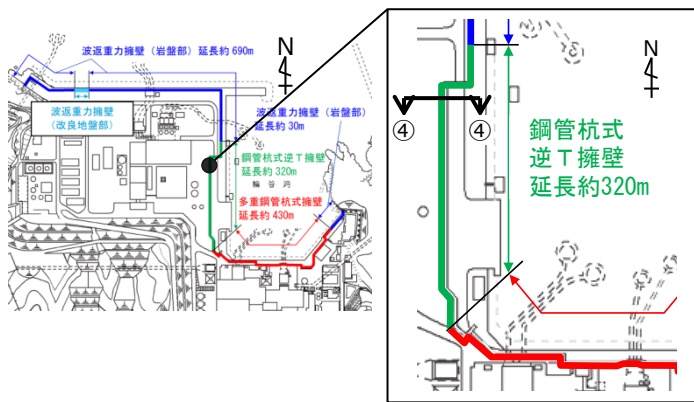 波返重力擁壁（岩盤部）延長約690m
N
波返重力擁壁
（改良地盤部）
波返重力擁壁（岩盤部）
延長約30m
鋼管杭式逆T擁壁
延長約320m
輪谷湾
多重鋼管杭式擁壁
延長約430m
N
④
④
鋼管杭式
逆T擁壁
延長約320m